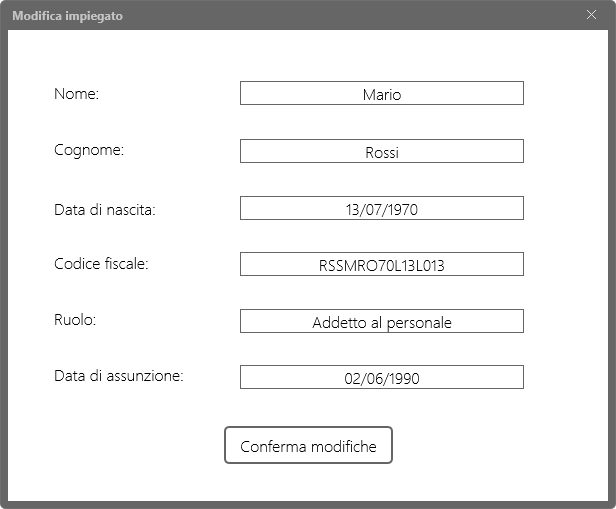 Modifica impiegato
Nome: Mario
Cognome: Rossi
Data di nascita: 13/07/1970
Codice fiscale: RSSMRO70L13L013
Ruolo: Addetto al personale
Data di assunzione: 02/06/1990
Conferma modifiche